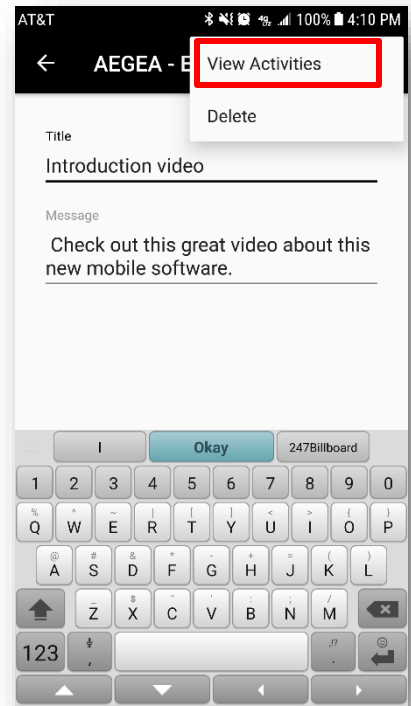 AT&T 4G 100% 4:10 PM
AEGEA - E
View Activities
Delete
Title
Introduction video
Message
Check out this great video about this
new mobile software.
I Okay 247Billboard
1 2 3 4 5 6 7 8 9 0
% ^ ~ | [ ] < > { }
Q W E R T Y U I O P
@ # & * - + = ( )
A S D F G H J K L
_ $ " ' : ; /
Z X C V B N M
123 , .,!?
.